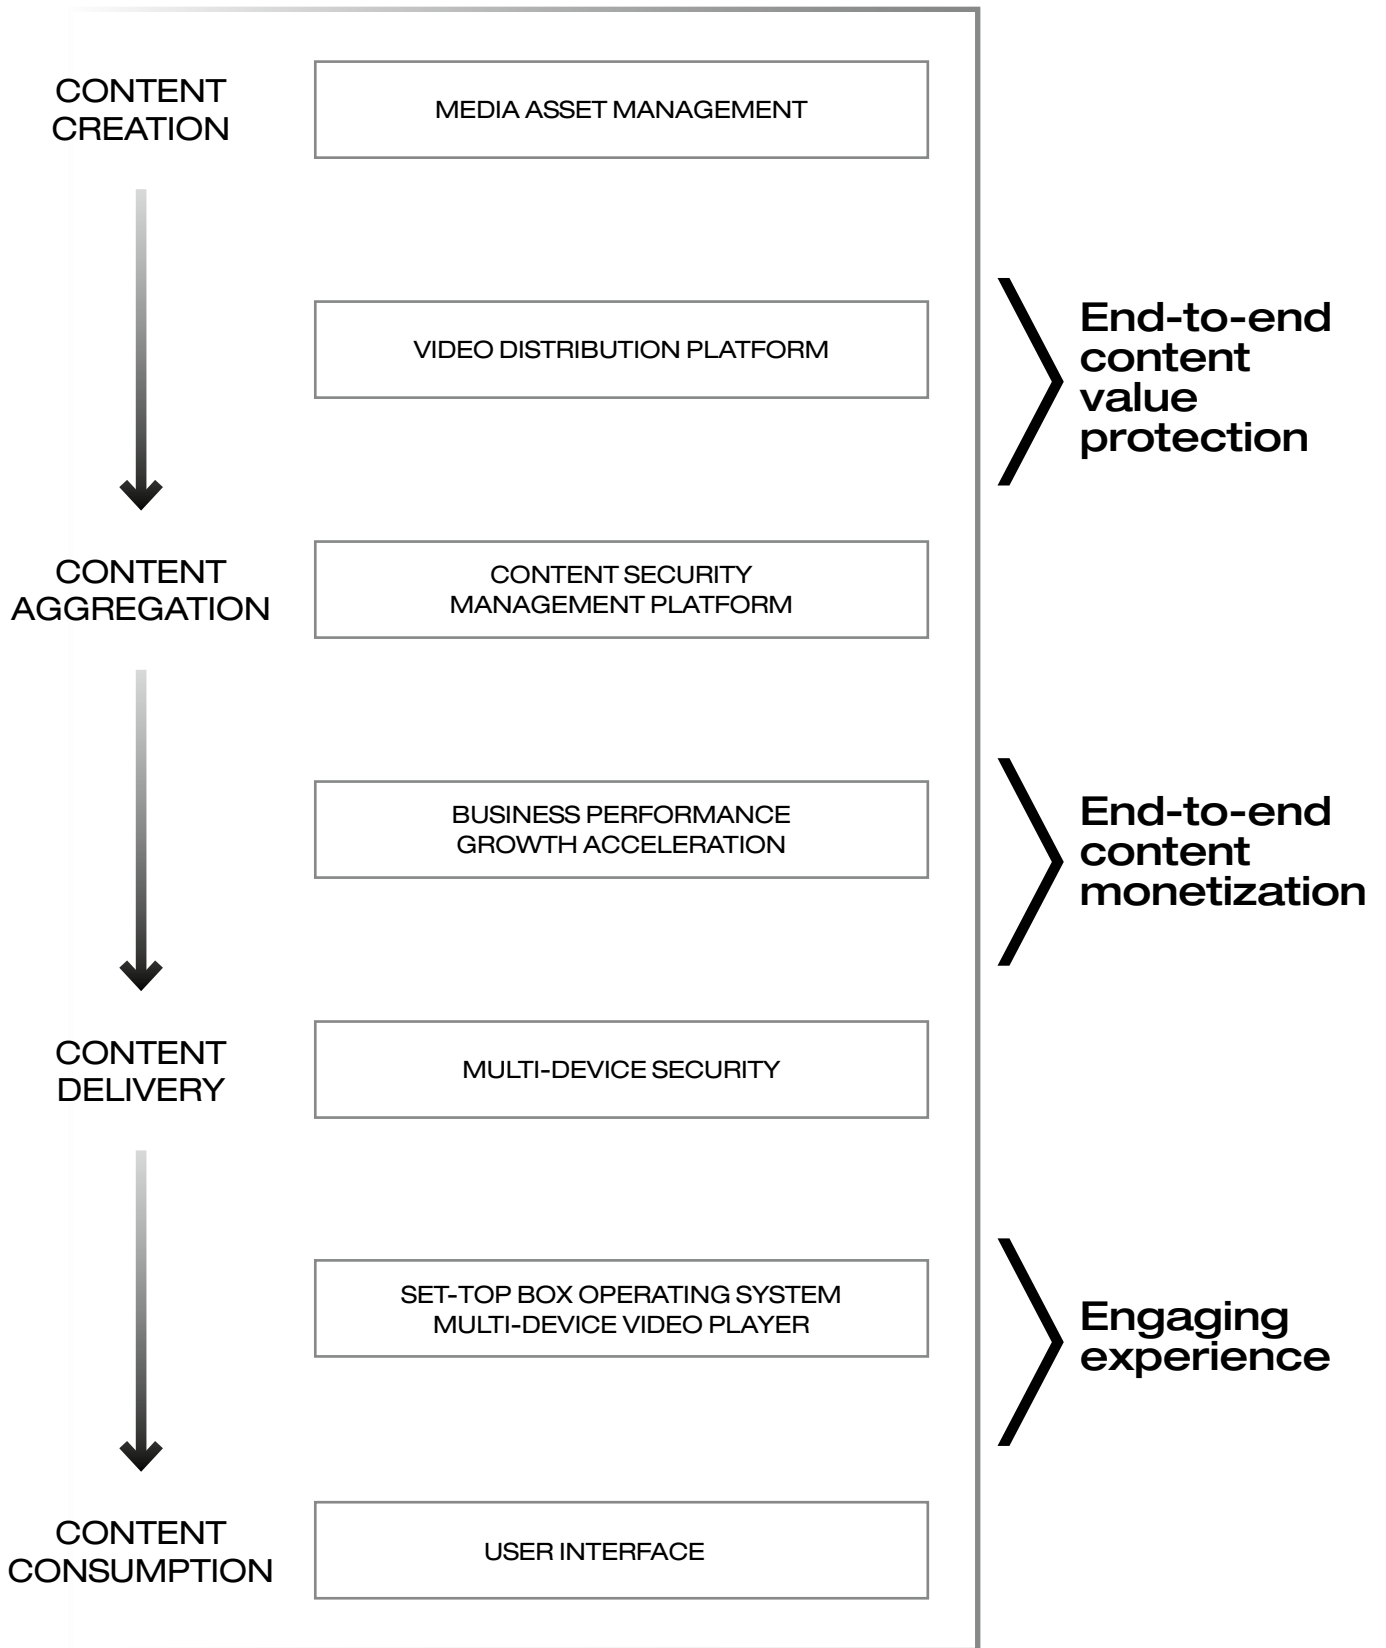 CONTENT
CREATION
MEDIA ASSET MANAGEMENT
VIDEO DISTRIBUTION PLATFORM
End-to-end
content
value
protection
CONTENT
AGGREGATION
CONTENT SECURITY
MANAGEMENT PLATFORM
BUSINESS PERFORMANCE
GROWTH ACCELERATION
End-to-end
content
monetization
CONTENT
DELIVERY
MULTI-DEVICE SECURITY
SET-TOP BOX OPERATING SYSTEM
MULTI-DEVICE VIDEO PLAYER
Engaging
experience
CONTENT
CONSUMPTION
USER INTERFACE